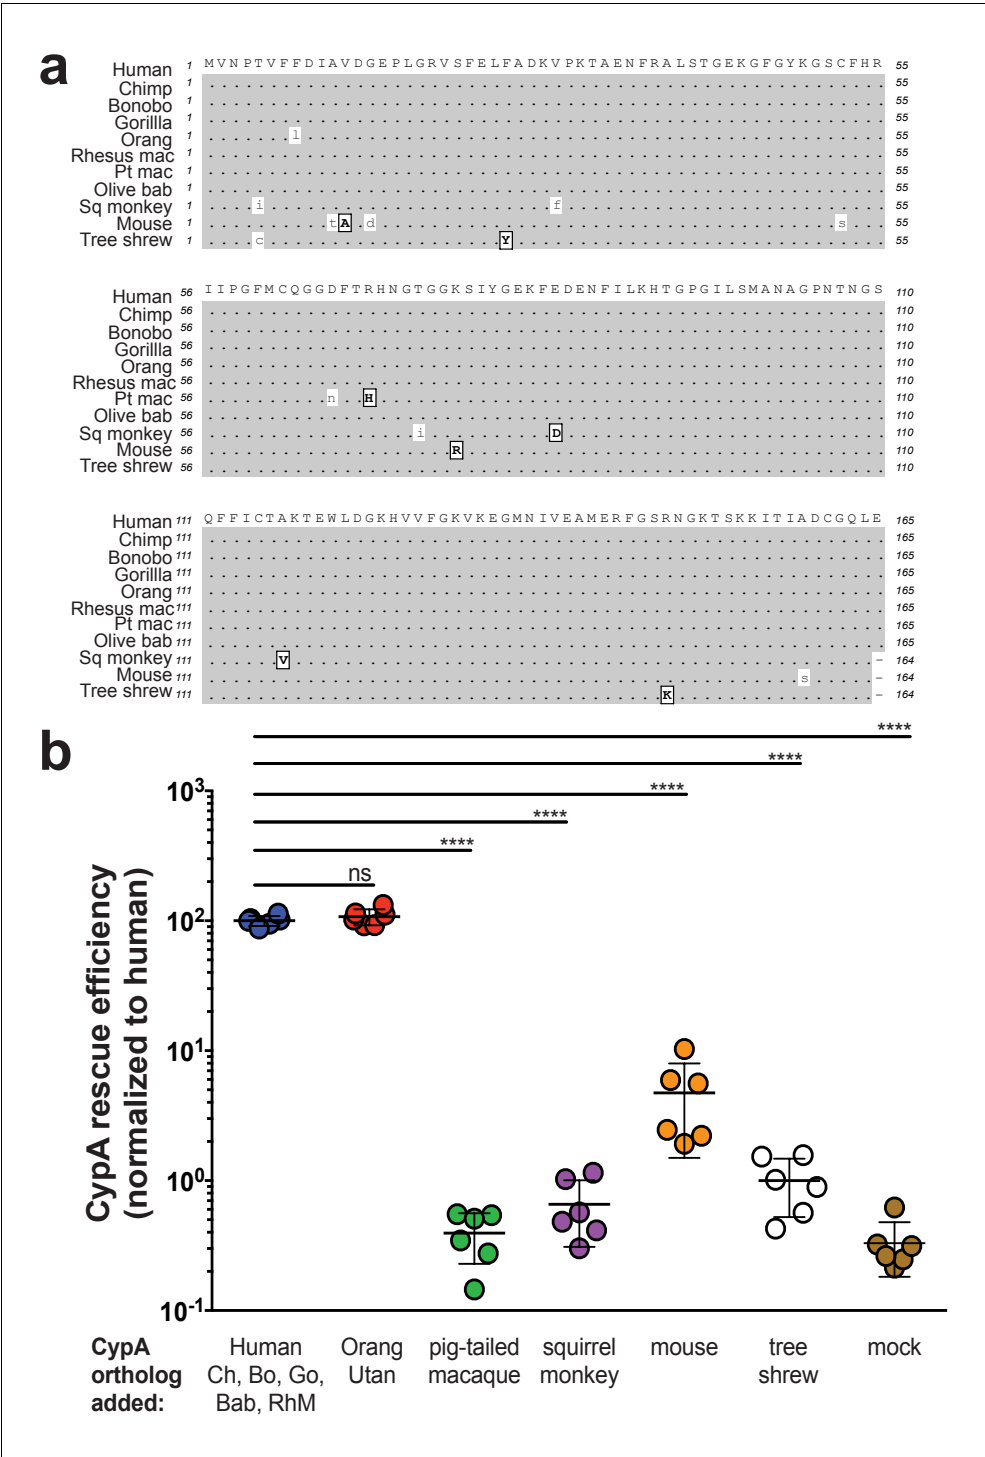 a
Human 1 MVNPTVFFDIAVDGEPLGRVSFELFADKVPKTAENFRALSTGEKGFGYKGSCFHR 55
Chimp 1 ....................................................... 55
Bonobo 1 ....................................................... 55
Gorillla 1 ....................................................... 55
Orang 1 .......l............................................... 55
Rhesus mac 1 ....................................................... 55
Pt mac 1 ....................................................... 55
Olive bab 1 ....................................................... 55
Sq monkey 1 ....i.......................f.......................... 55
Mouse 1 ..........tA.d.....................................s... 55
Tree shrew 1 ....c...................Y.............................. 55
Human 56 IIPGFMCQGGDFTRHNGTGGKSIYGEKFEDENFILKHTGPGILSMANAGPNTNGS 110
Chimp 56 ....................................................... 110
Bonobo 56 ....................................................... 110
Gorillla 56 ....................................................... 110
Orang 56 ....................................................... 110
Rhesus mac 56 ....................................................... 110
Pt mac 56 ..........n..H......................................... 110
Olive bab 56 ....................................................... 110
Sq monkey 56 .................i..........D.......................... 110
Mouse 56 ....................R.................................. 110
Tree shrew 56 ....................................................... 110
Human 111 QFFICTAKTEWLDGKHVVFGKVKEGMNIVEAMERFGSRNGKTSKKITIADCGQLE 165
Chimp 111 ....................................................... 165
Bonobo 111 ....................................................... 165
Gorillla 111 ....................................................... 165
Orang 111 ....................................................... 165
Rhesus mac 111 ....................................................... 165
Pt mac 111 ....................................................... 165
Olive bab 111 ....................................................... 165
Sq monkey 111 ......V...............................................- 164
Mouse 111 ................................................s.....- 164
Tree shrew 111 .....................................K................- 164
b
****
****
****
****
****
ns
CypA rescue efficiency
(normalized to human)
10³
10²
10¹
10⁰
10⁻¹
CypA ortholog added:
Human Ch, Bo, Go, Bab, RhM
Orang Utan
pig-tailed macaque
squirrel monkey
mouse
tree shrew
mock